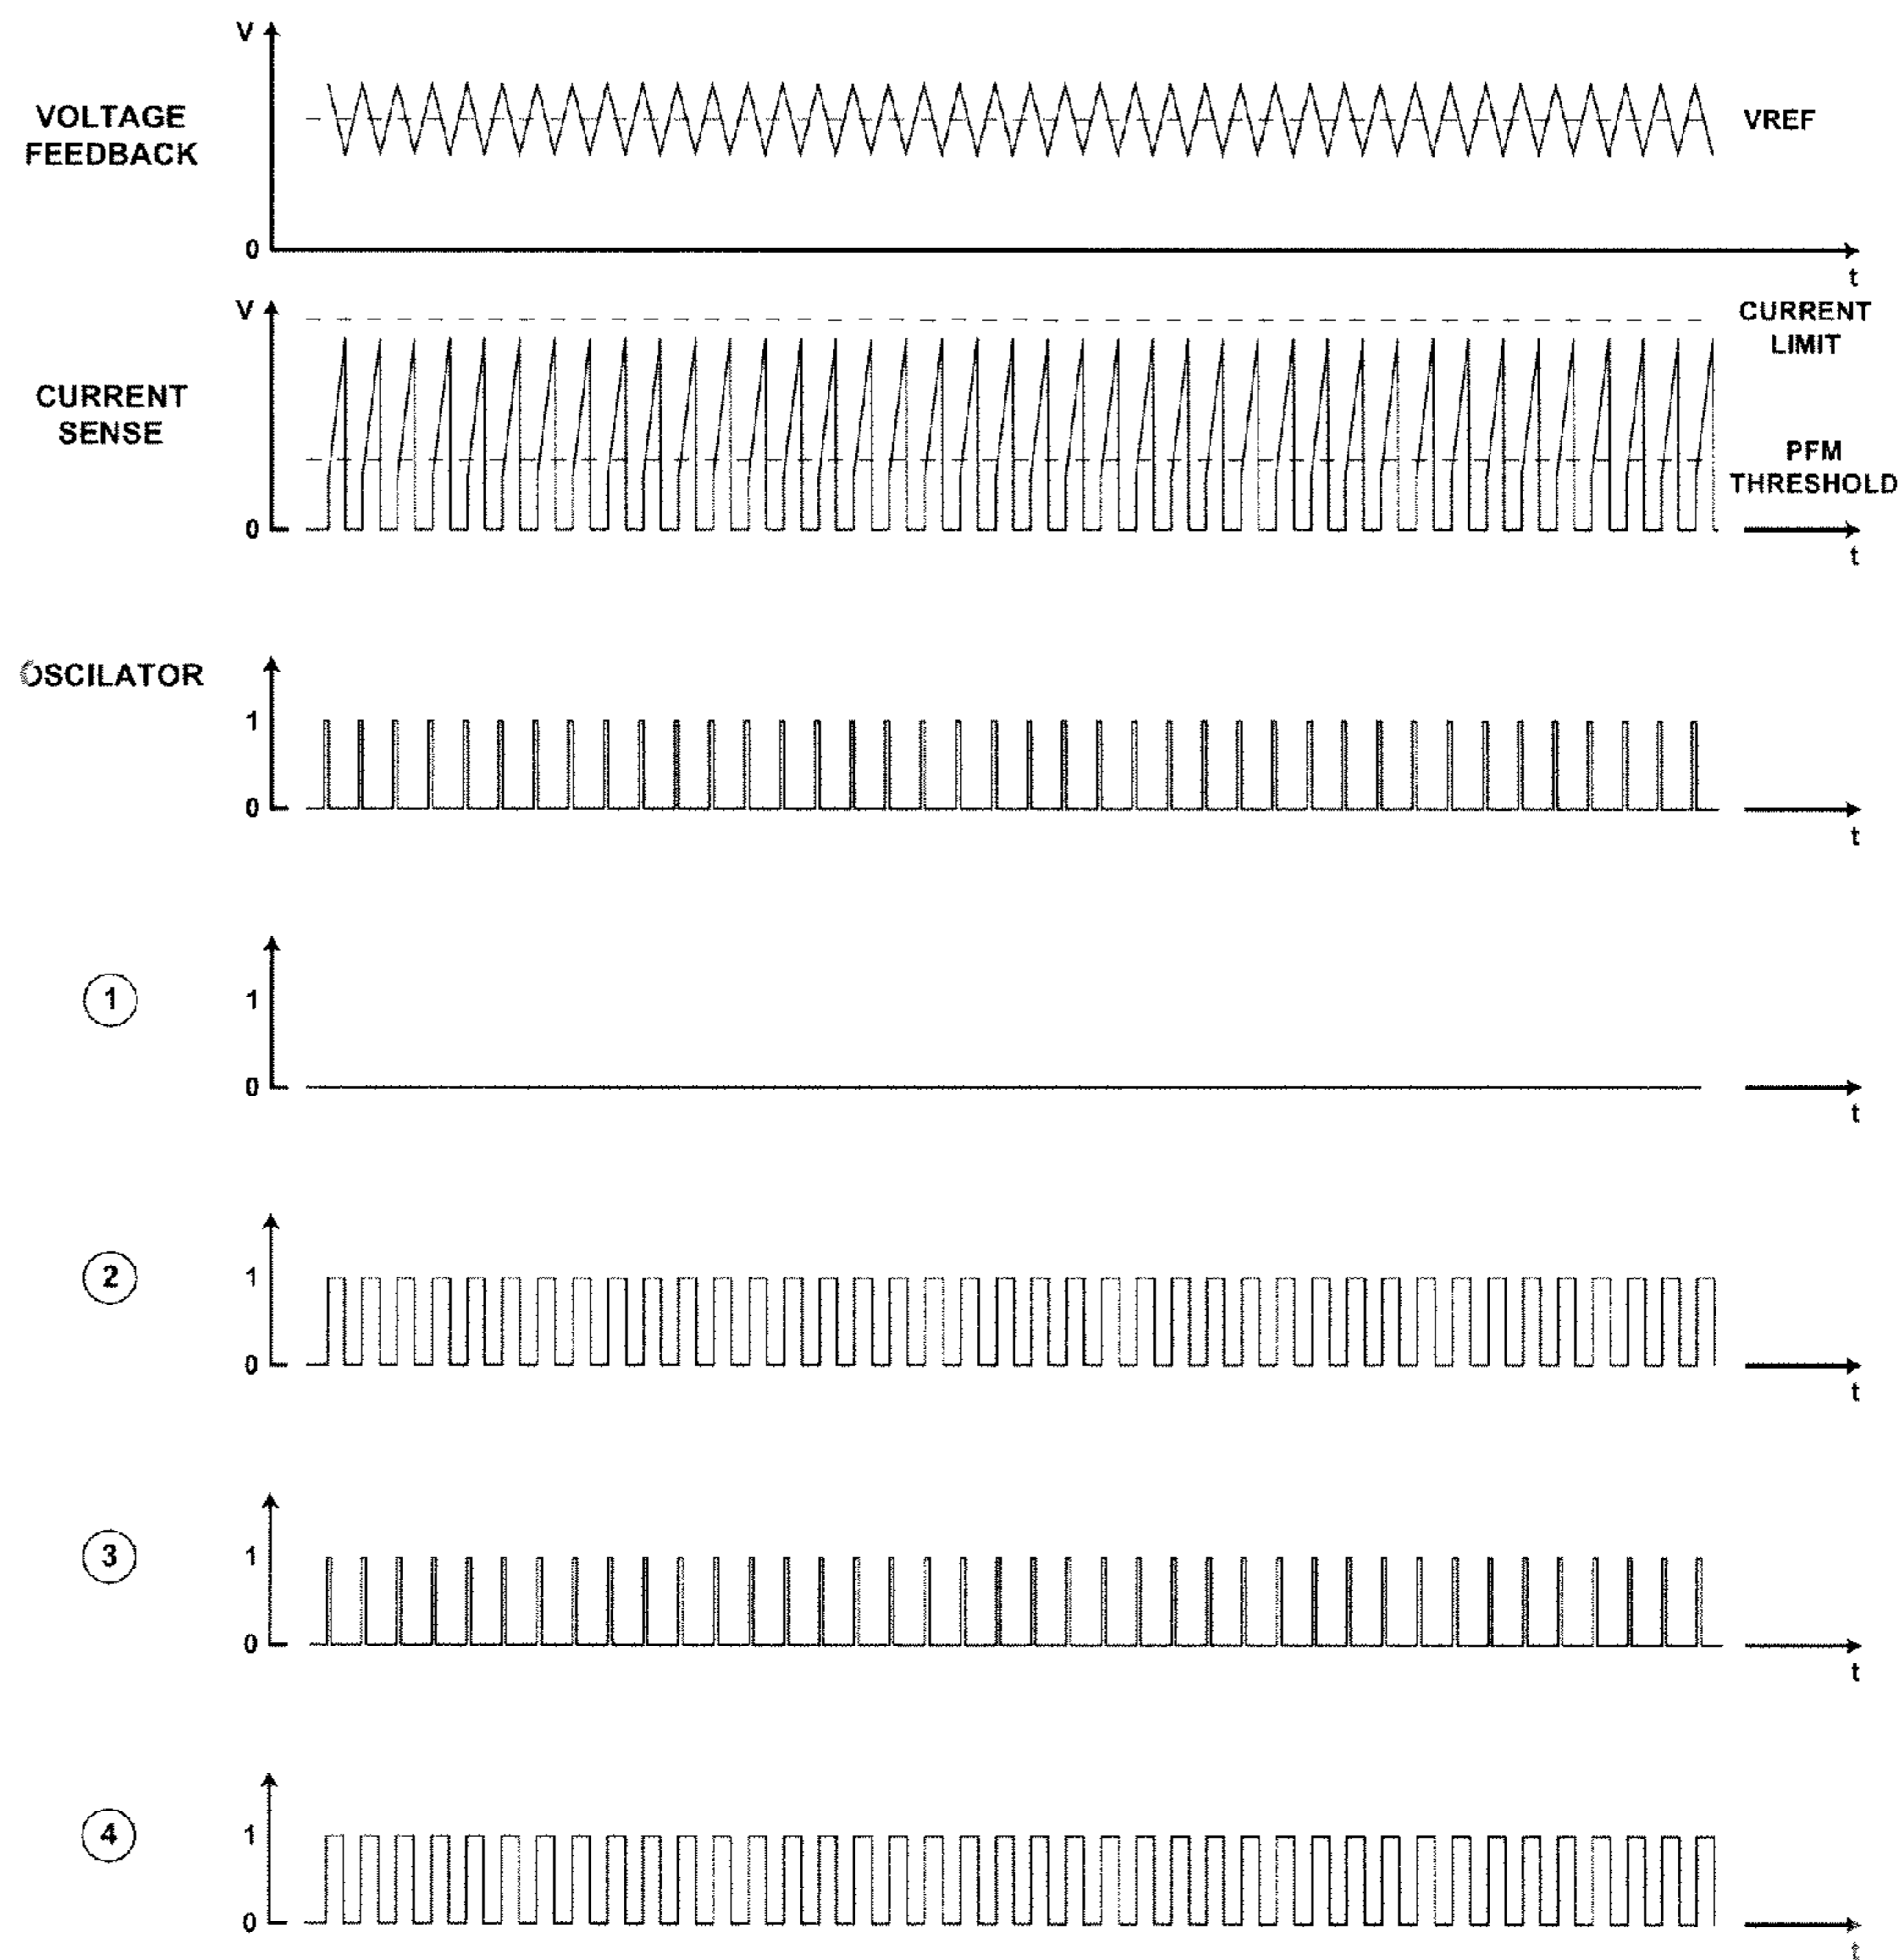 V
VOLTAGE
FEEDBACK
VREF
0
t
V
CURRENT
LIMIT
CURRENT
SENSE
PFM
THRESHOLD
0
t
OSCILATOR
1
0
t
1
1
0
t
2
1
0
t
3
1
0
t
4
1
0
t